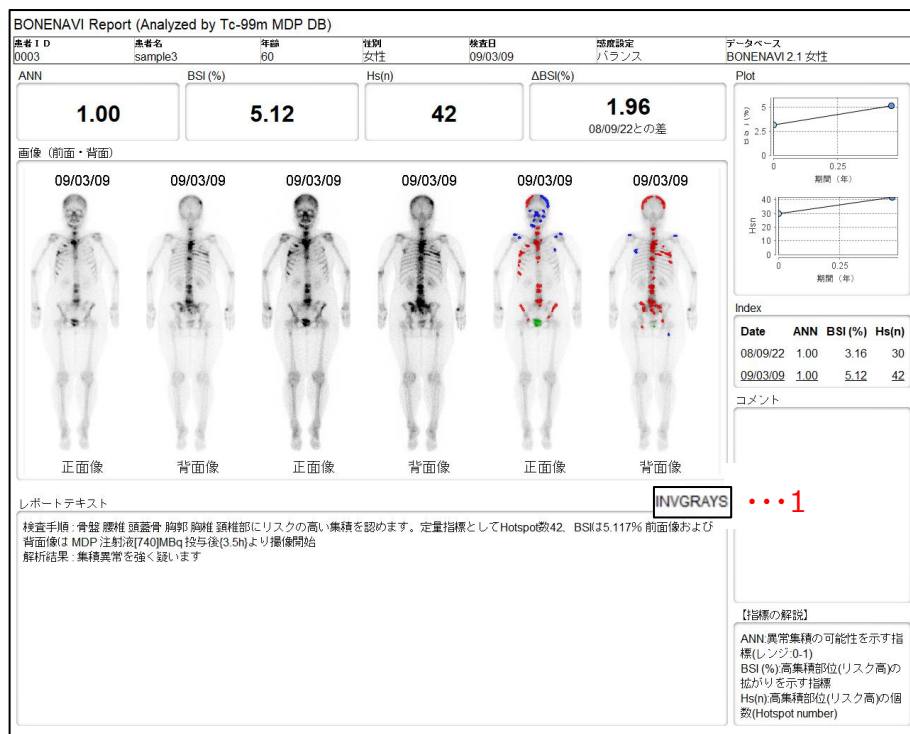 BONENAVI Report (Analyzed by Tc-99m MDP DB)
患者ID 患者名 年齢 性別 検査日 感度設定 データベース
0003 sample3 60 女性 09/03/09 バランス BONENAVI 2.1 女性
ANN BSI (%) Hs(n) ΔBSI(%) Plot
1.00 5.12 42 1.96
08/09/22との差
BSI (%)
5
2.5
0
0 0.25
期間 (年)
Hsn
40
30
20
10
0
0 0.25
期間 (年)
画像 (前面・背面)
09/03/09 09/03/09 09/03/09 09/03/09 09/03/09 09/03/09
正面像 背面像 正面像 背面像 正面像 背面像
Index
Date ANN BSI (%) Hs(n)
08/09/22 1.00 3.16 30
09/03/09 1.00 5.12 42
コメント
INVGRAYS ・・・1
レポートテキスト
検査手順 : 骨盤 腰椎 頭蓋骨 胸郭 胸椎 頚椎部にリスクの高い集積を認めます。定量指標としてHotspot数42、BSIは5.117% 前面像および
背面像は MDP 注射液[740]MBq 投与後{3.5h}より撮像開始
解析結果 : 集積異常を強く疑います
【指標の解説】
ANN:異常集積の可能性を示す指
標(レンジ:0-1)
BSI (%):高集積部位(リスク高)の
拡がりを示す指標
Hs(n):高集積部位(リスク高)の個
数(Hotspot number)